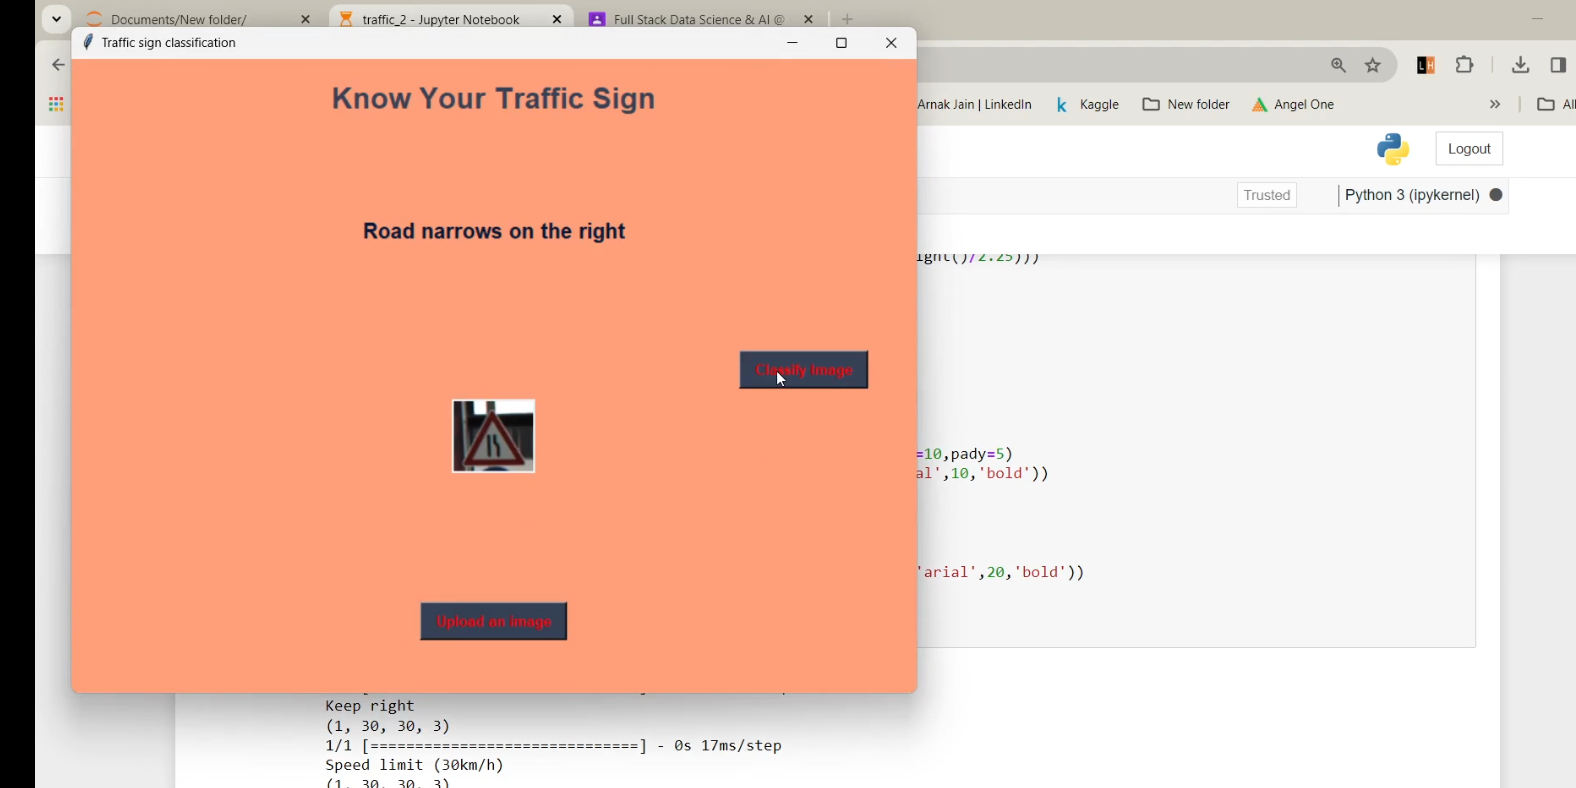 Documents/New folder/
traffic_2 - Jupyter Notebook
Full Stack Data Science & AI @
Traffic sign classification
Know Your Traffic Sign
LH
Arnak Jain | LinkedIn
Kaggle
New folder
Angel One
»
All
Logout
Trusted
Python 3 (ipykernel)
Road narrows on the right
ight()/2.25)))
Classify Image
=10,pady=5)
al',10,'bold'))
'arial',20,'bold'))
Upload an image
Keep right
(1, 30, 30, 3)
1/1 [==============================] - 0s 17ms/step
Speed limit (30km/h)
(1, 30, 30, 3)